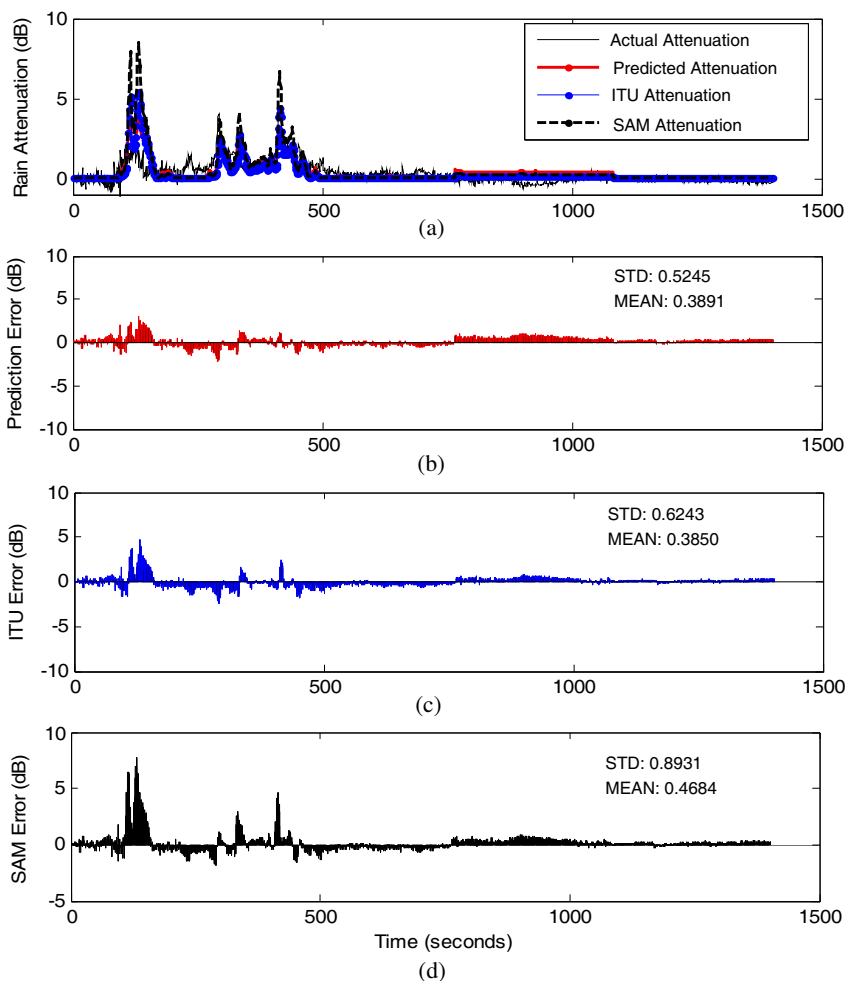 Rain Attenuation (dB)
10
5
0
Actual Attenuation
Predicted Attenuation
ITU Attenuation
SAM Attenuation
0 500 1000 1500
(a)
Prediction Error (dB)
10
5
0
-5
-10
STD: 0.5245
MEAN: 0.3891
0 500 1000 1500
(b)
ITU Error (dB)
10
5
0
-5
-10
STD: 0.6243
MEAN: 0.3850
0 500 1000 1500
(c)
SAM Error (dB)
10
5
0
-5
STD: 0.8931
MEAN: 0.4684
0 500 1000 1500
Time (seconds)
(d)